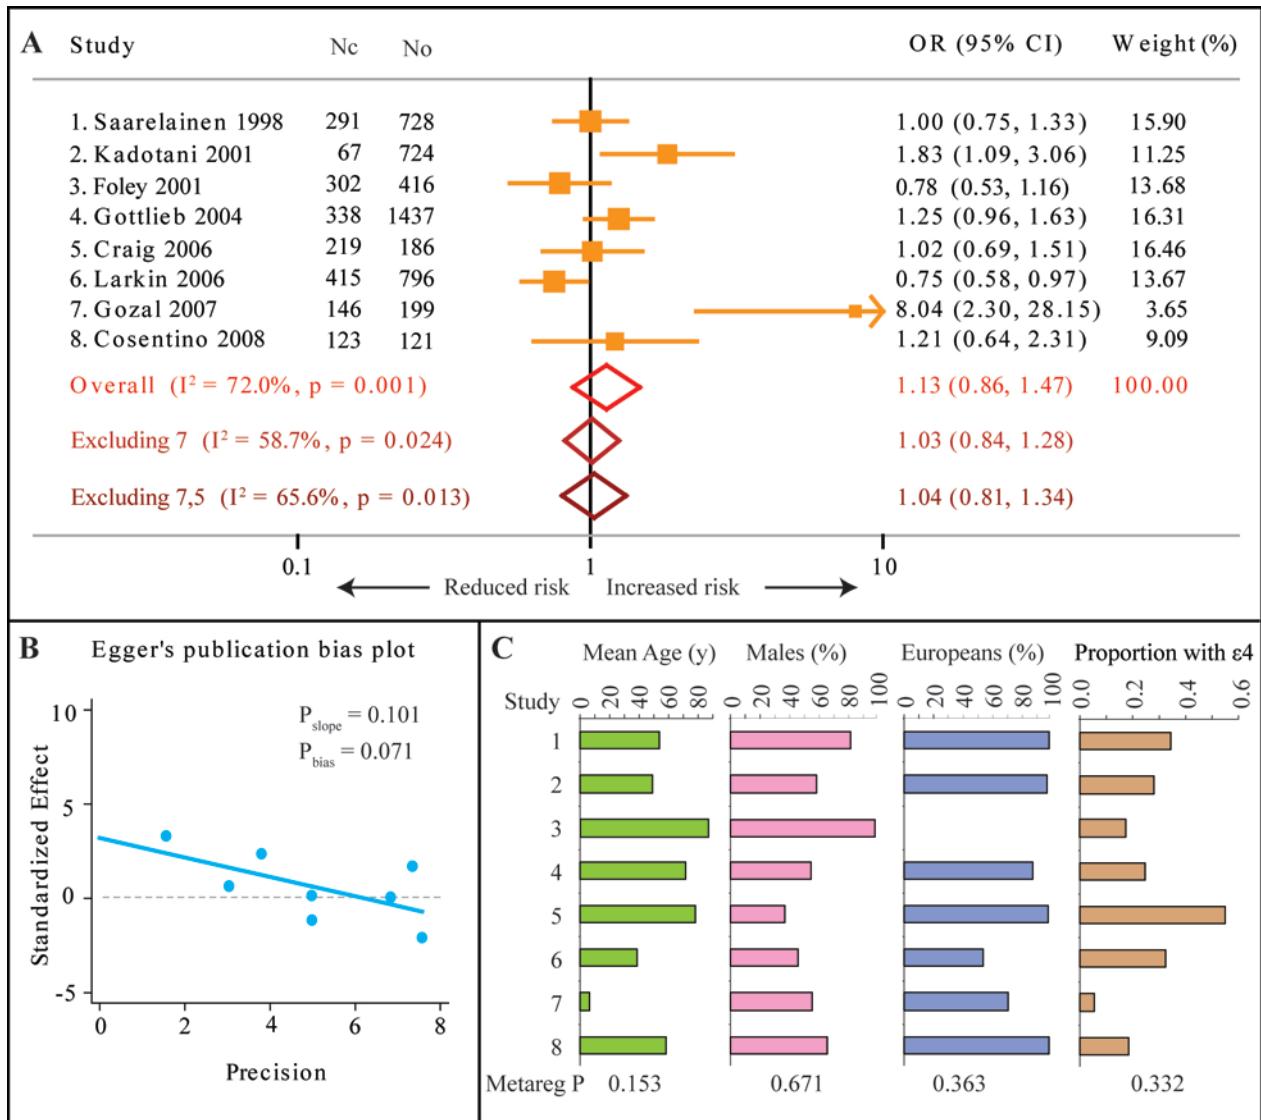 A Study Nc No OR (95% CI) Weight (%)
1. Saarelainen 1998 291 728 1.00 (0.75, 1.33) 15.90
2. Kadotani 2001 67 724 1.83 (1.09, 3.06) 11.25
3. Foley 2001 302 416 0.78 (0.53, 1.16) 13.68
4. Gottlieb 2004 338 1437 1.25 (0.96, 1.63) 16.31
5. Craig 2006 219 186 1.02 (0.69, 1.51) 16.46
6. Larkin 2006 415 796 0.75 (0.58, 0.97) 13.67
7. Gozal 2007 146 199 8.04 (2.30, 28.15) 3.65
8. Cosentino 2008 123 121 1.21 (0.64, 2.31) 9.09
Overall (I² = 72.0%, p = 0.001) 1.13 (0.86, 1.47) 100.00
Excluding 7 (I² = 58.7%, p = 0.024) 1.03 (0.84, 1.28)
Excluding 7,5 (I² = 65.6%, p = 0.013) 1.04 (0.81, 1.34)
0.1 1 10
Reduced risk Increased risk
B Egger's publication bias plot
P slope = 0.101
P bias = 0.071
Standardized Effect
10
5
0
-5
0 2 4 6 8
Precision
C Mean Age (y) Males (%) Europeans (%) Proportion with ε4
Study 0 20 40 60 80 0 20 40 60 80 100 0 20 40 60 80 100 0.0 0.2 0.4 0.6
1
2
3
4
5
6
7
8
Metareg P 0.153 0.671 0.363 0.332